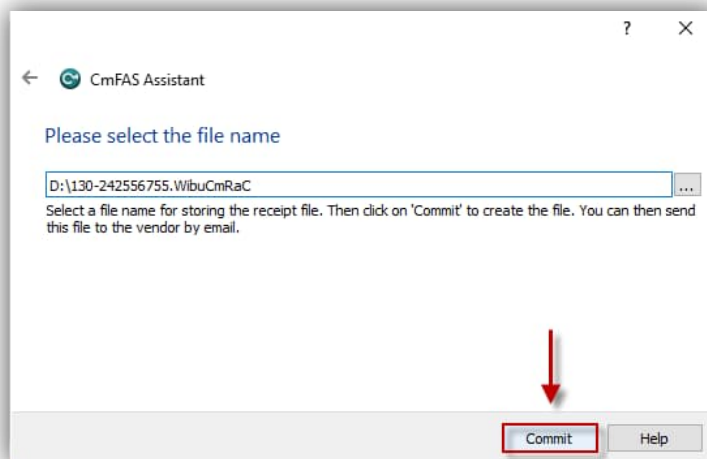 ?
CmFAS Assistant
Please select the file name
D:\130-242556755.WibuCmRaC
...
Select a file name for storing the receipt file. Then click on 'Commit' to create the file. You can then send
this file to the vendor by email.
Commit Help